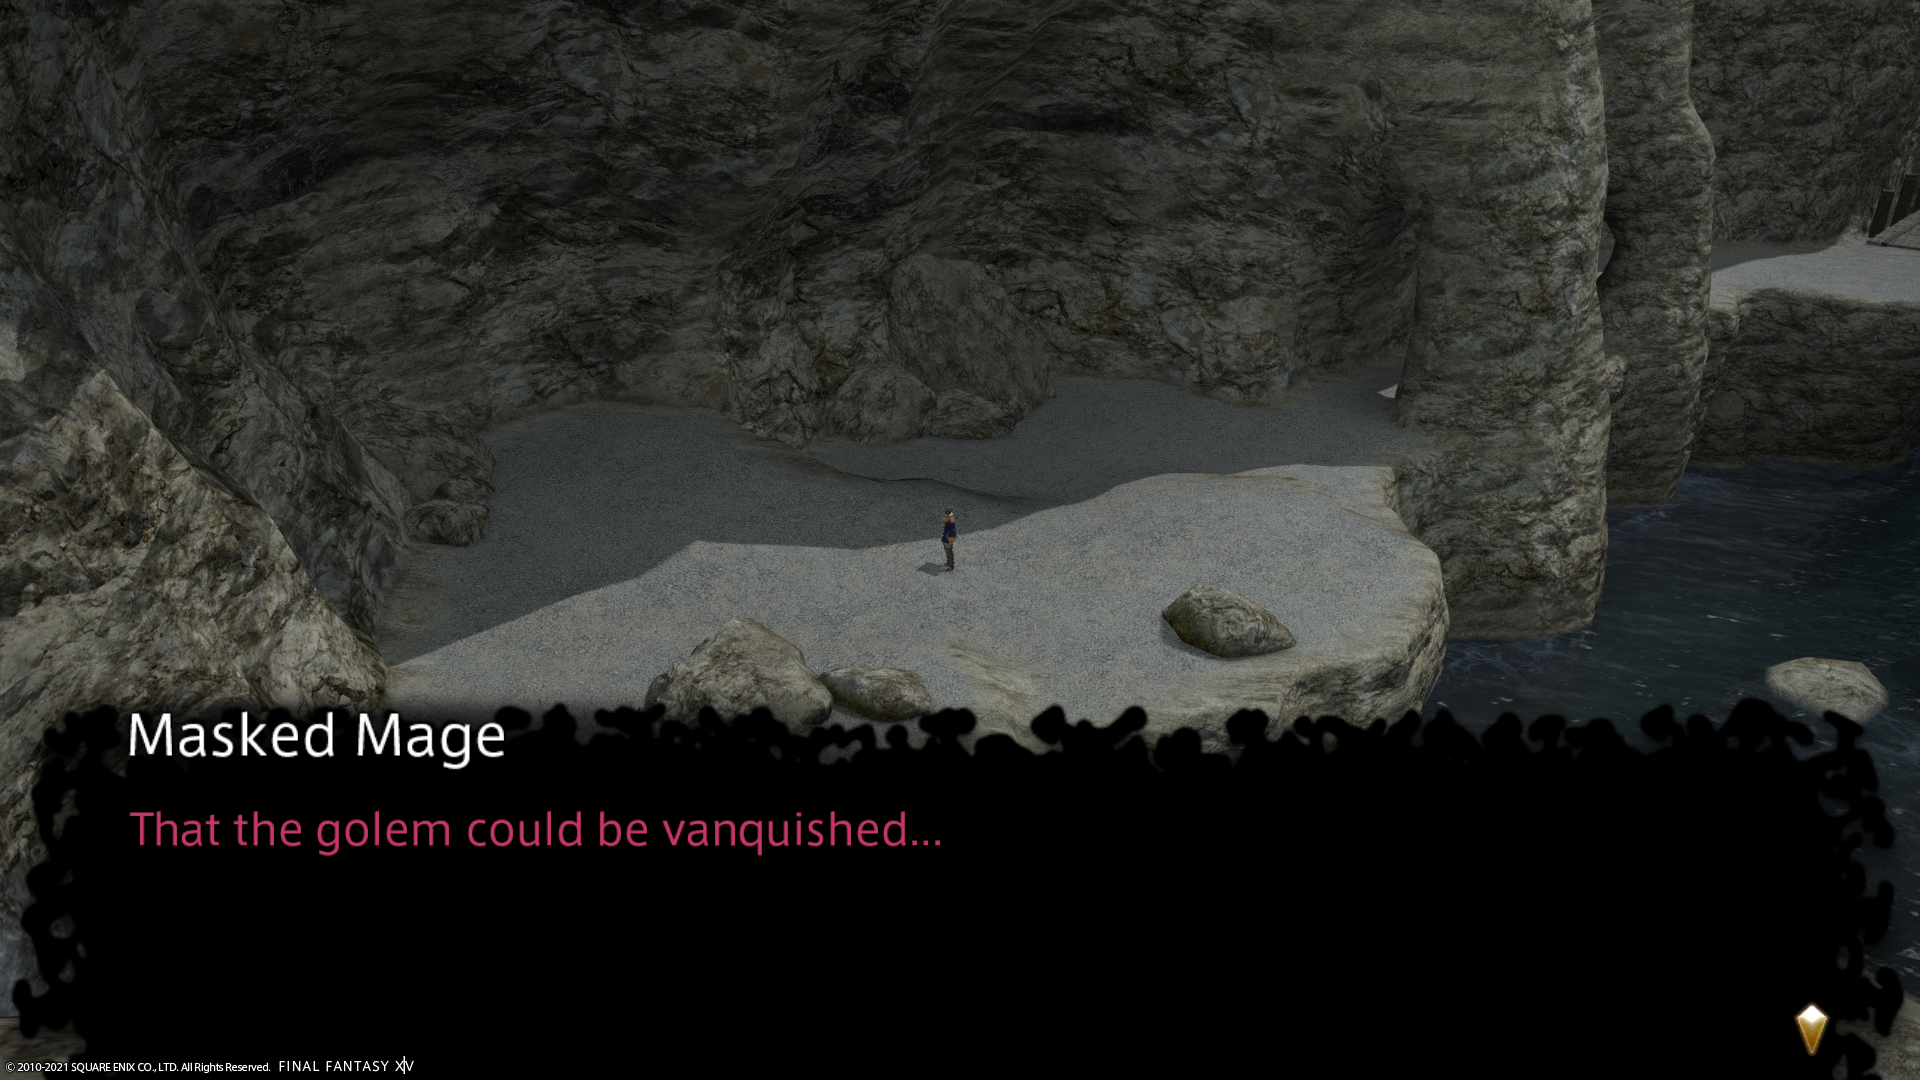 Masked Mage
That the golem could be vanquished...
© 2010-2021 SQUARE ENIX CO., LTD. All Rights Reserved. FINAL FANTASY XIV